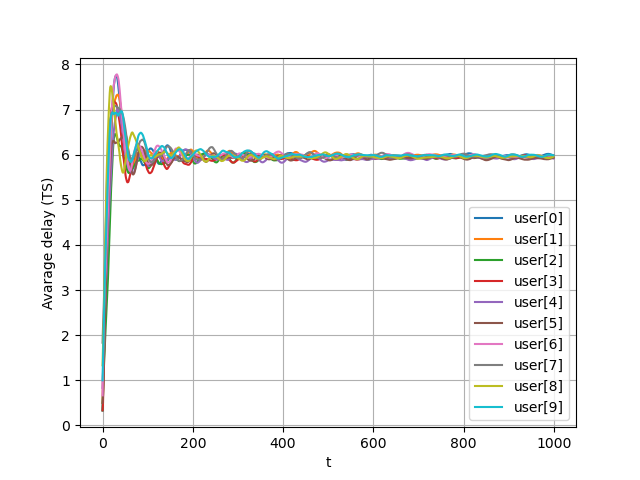 8
7
6
5
4
3
2
1
0
Avarage delay (TS)
0
200
400
600
800
1000
t
user[0]
user[1]
user[2]
user[3]
user[4]
user[5]
user[6]
user[7]
user[8]
user[9]